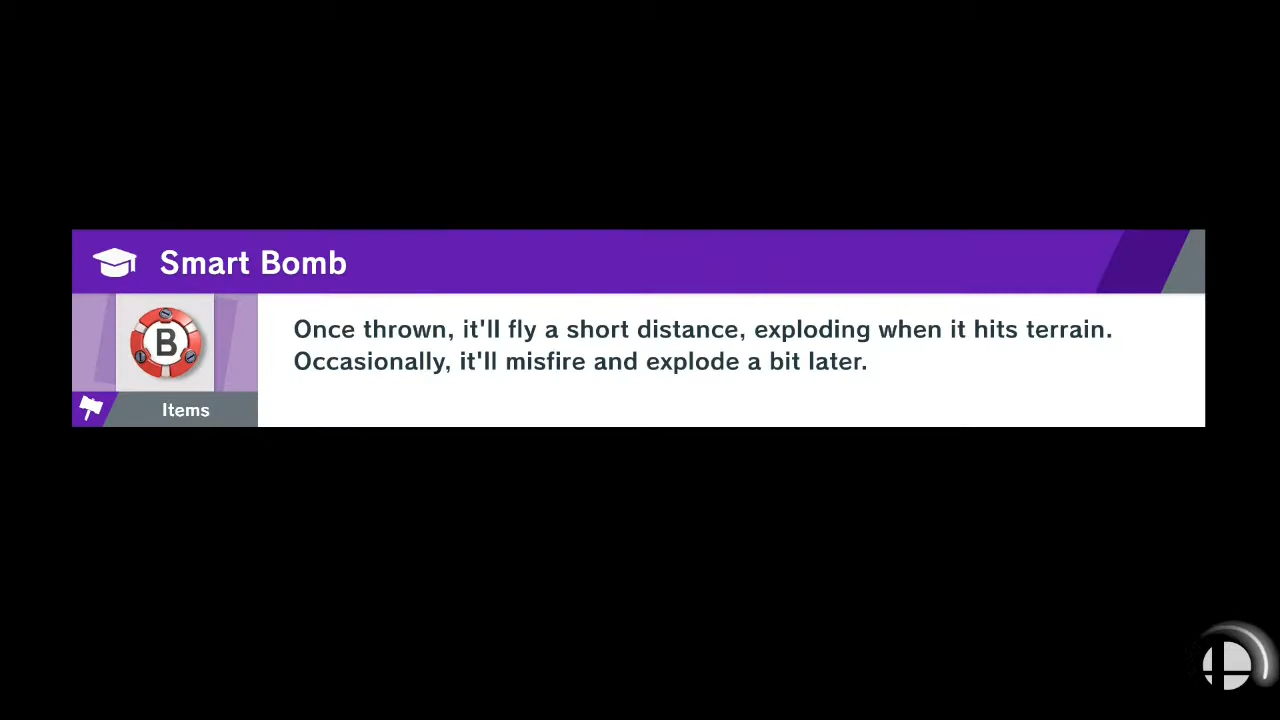 Smart Bomb
B
Once thrown, it'll fly a short distance, exploding when it hits terrain.
Occasionally, it'll misfire and explode a bit later.
Items